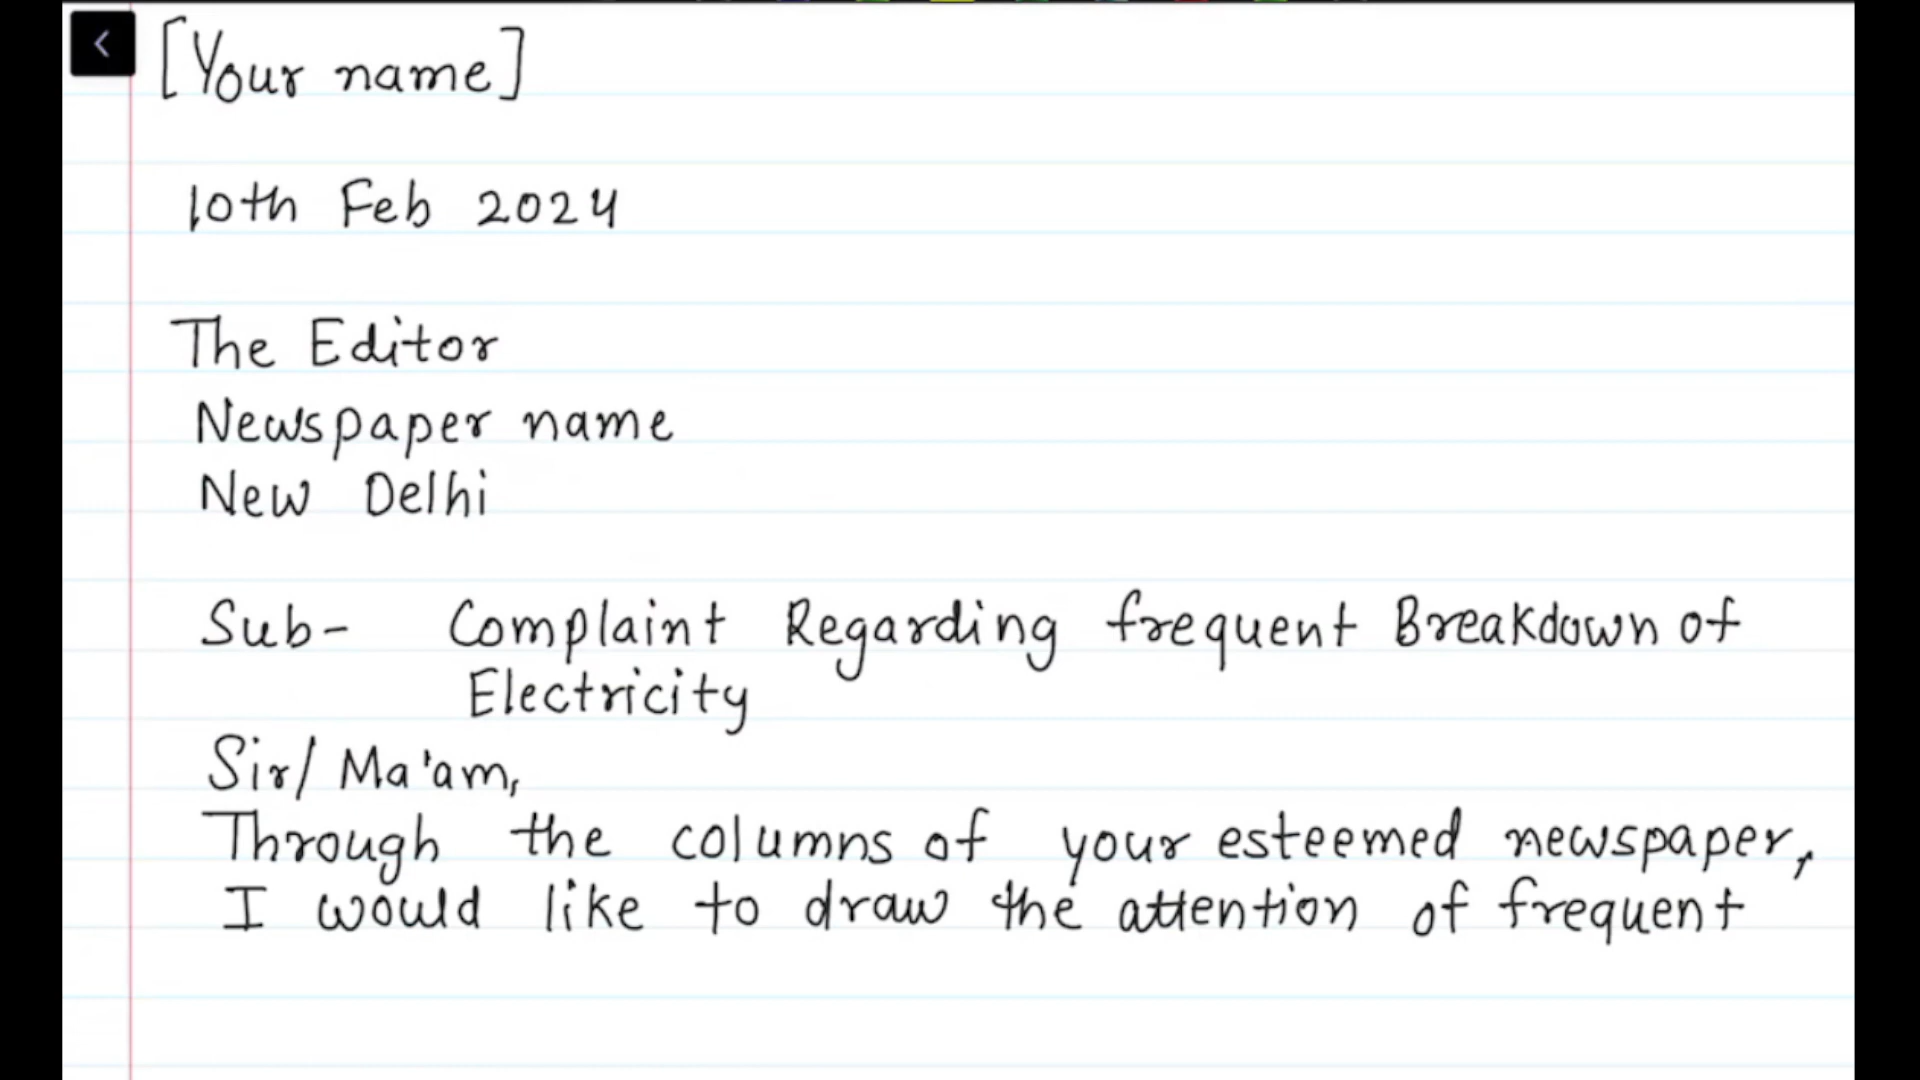 [Your name]
10th Feb 2024
The Editor
Newspaper name
New Delhi
Sub- Complaint Regarding frequent Breakdown of
Electricity
Sir/ Ma'am,
Through the columns of your esteemed newspaper,
I would like to draw the attention of frequent